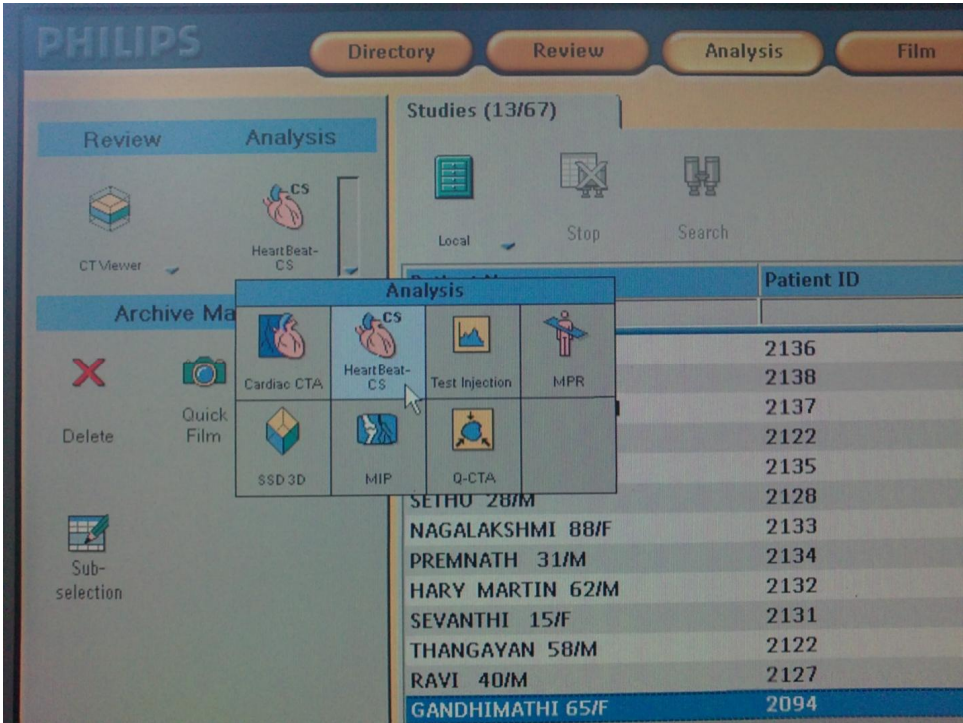 PHILIPS
Directory Review Analysis Film
Studies (13/67)
Review Analysis
CS
Local Stop Search
CT Viewer
HeartBeat-
CS
Patient ID
Analysis
Archive Ma
CS
Cardiac CTA
HeartBeat-
CS
Test Injection
MPR
Delete
Quick
Film
SSD 3D
MIP
Q-CTA
Sub-
selection
2136
2138
2137
2122
2135
SETHU 28/M 2128
NAGALAKSHMI 88/F 2133
PREMNATH 31/M 2134
HARY MARTIN 62/M 2132
SEVANTHI 15/F 2131
THANGAYAN 58/M 2122
RAVI 40/M 2127
GANDHIMATHI 65/F 2094